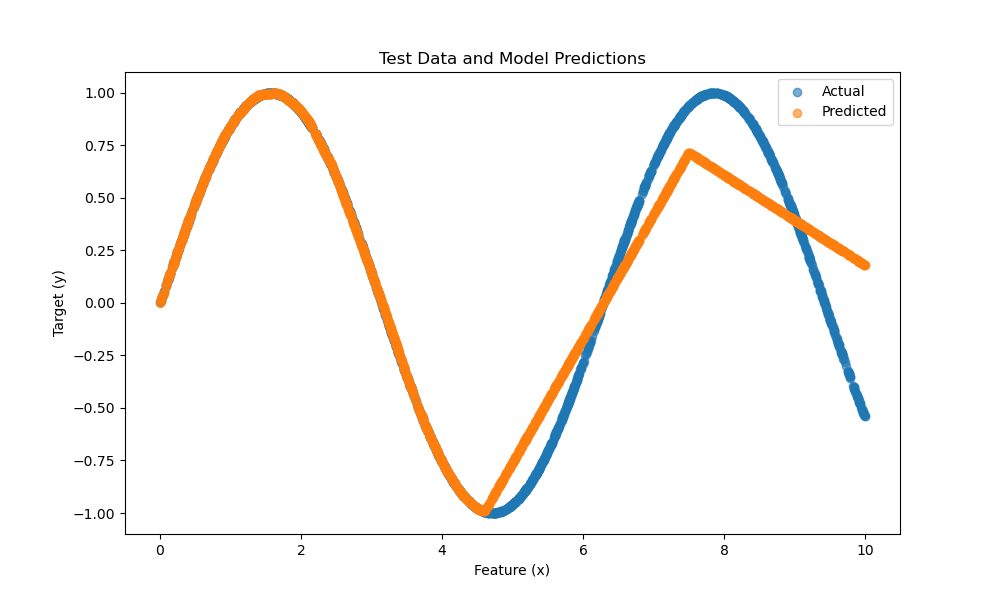 Test Data and Model Predictions
Actual
Predicted
1.00
0.75
0.50
0.25
0.00
−0.25
−0.50
−0.75
−1.00
Target (y)
0 2 4 6 8 10
Feature (x)